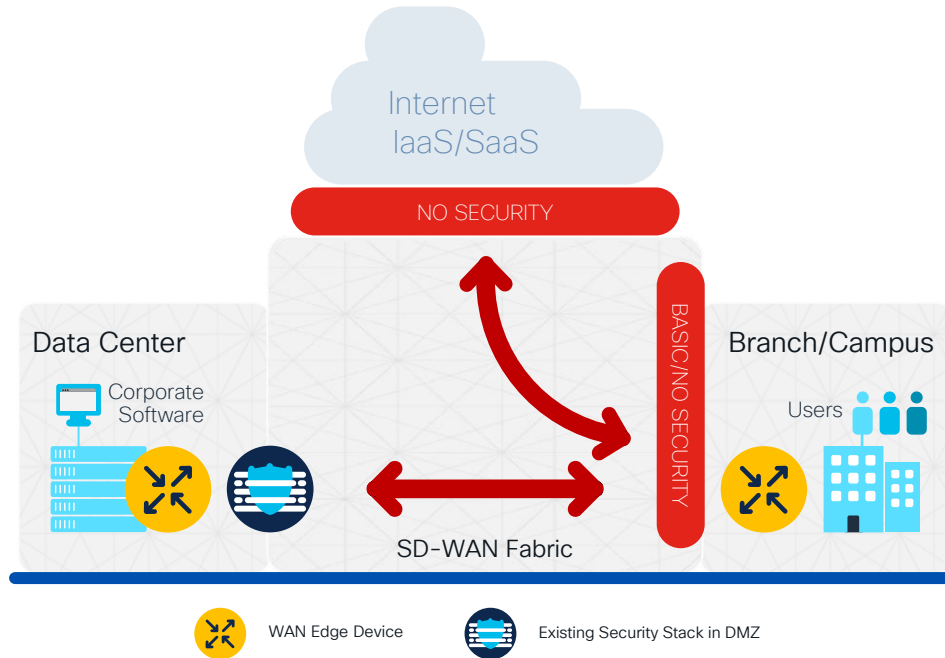 Internet
IaaS/SaaS
NO SECURITY
BASIC/NO SECURITY
Data Center
Corporate
Software
Branch/Campus
Users
SD-WAN Fabric
WAN Edge Device
Existing Security Stack in DMZ